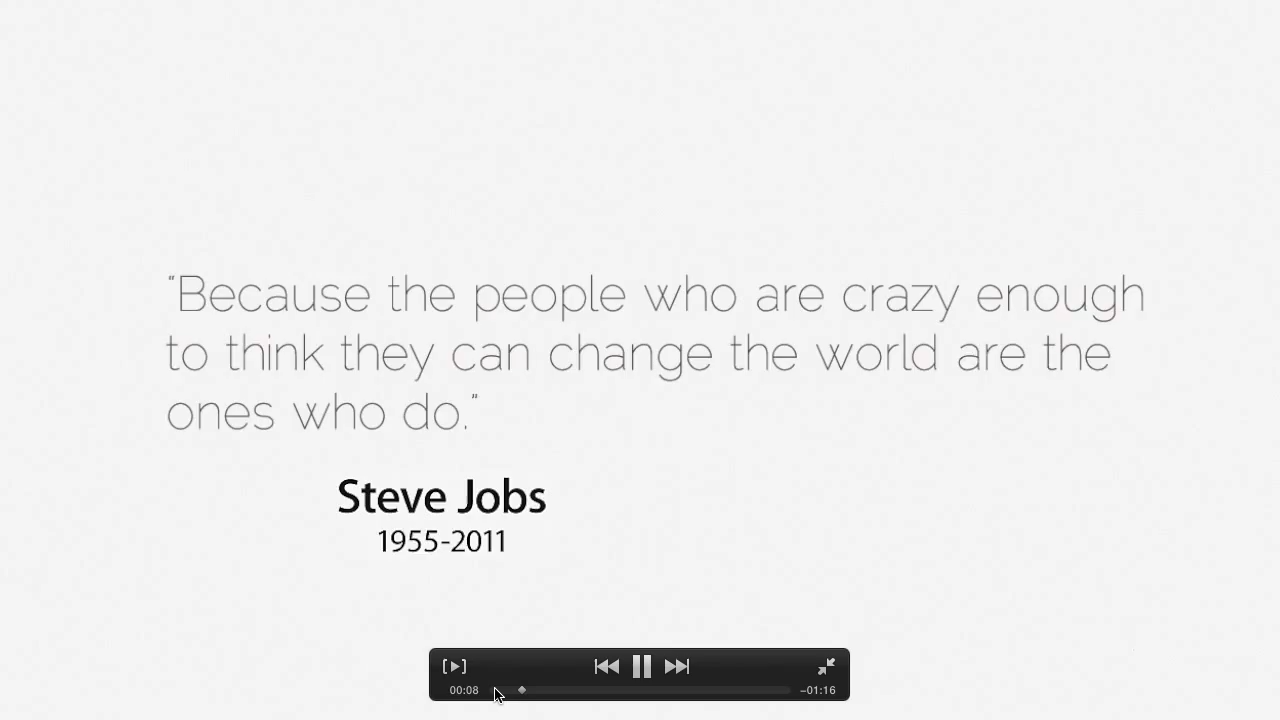 "Because the people who are crazy enough
to think they can change the world are the
ones who do."
Steve Jobs
1955-2011
00:08
−01:16